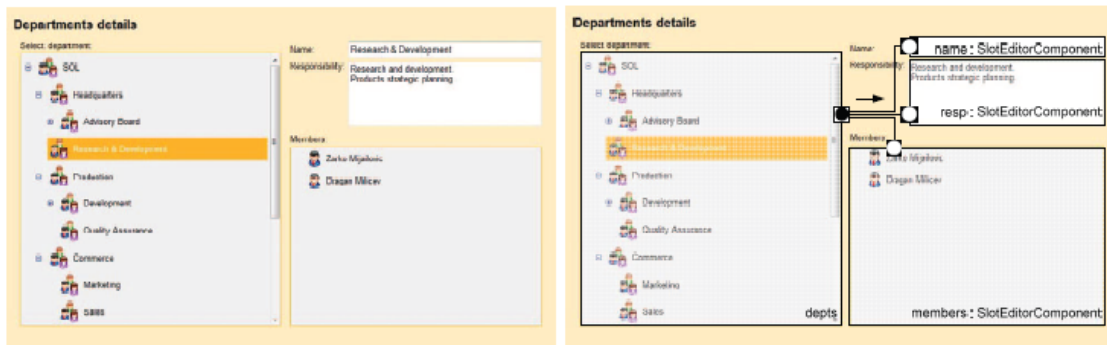 Departments details
Select department:
SOL
Headquarters
Advisory Board
Research & Development
Production
Development
Quality Assurance
Commerce
Marketing
Sales
Name:
Research & Development
Responsibility:
Research and development.
Products strategic planning.
Members:
Zarko Mijailovic
Dragan Milicev
Departments details
Select department:
SOL
Headquarters
Advisory Board
Research & Development
Production
Development
Quality Assurance
Commerce
Marketing
Sales
depts
Name:
name : SlotEditorComponent
Responsibility:
Research and development.
Products strategic planning.
resp : SlotEditorComponent
Members:
Zarko Mijailovic
Dragan Milicev
members : SlotEditorComponent